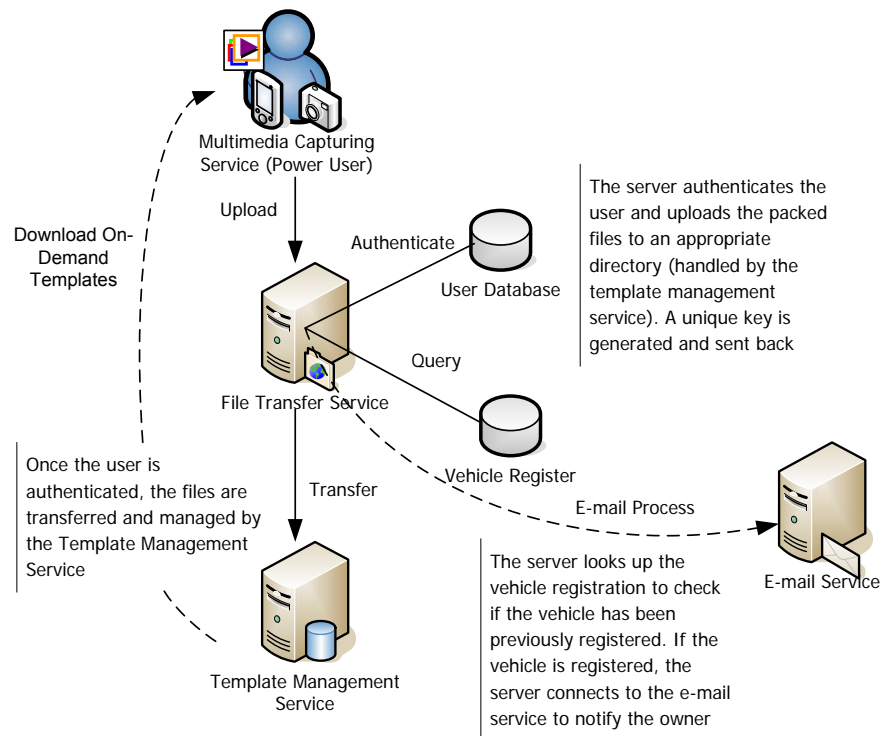 Multimedia Capturing
Service (Power User)
Upload
Download On-
Demand
Templates
Authenticate
User Database
The server authenticates the
user and uploads the packed
files to an appropriate
directory (handled by the
template management
service). A unique key is
generated and sent back
Query
File Transfer Service
Vehicle Register
Once the user is
authenticated, the files are
transferred and managed by
the Template Management
Service
Transfer
E-mail Process
E-mail Service
The server looks up the
vehicle registration to check
if the vehicle has been
previously registered. If the
vehicle is registered, the
server connects to the e-mail
service to notify the owner
Template Management
Service